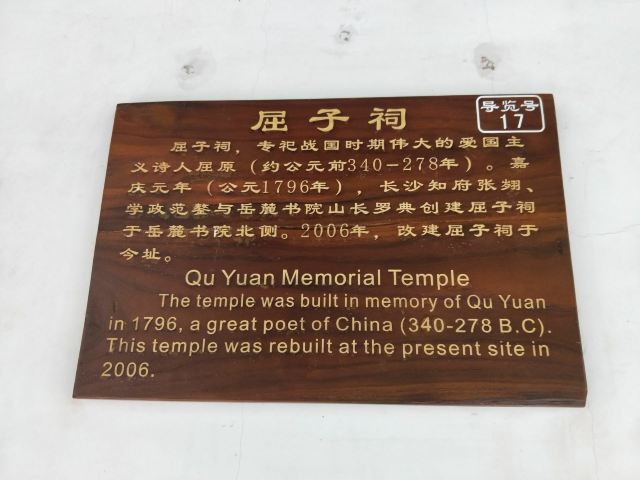 屈子祠
导览号
17
屈子祠，专祀战国时期伟大的爱国主
义诗人屈原（约公元前340-278年）。嘉
庆元年（公元1796年），长沙知府张翙、
学政范鏊与岳麓书院山长罗典创建屈子祠
于岳麓书院北侧。2006年，改建屈子祠于
今址。
Qu Yuan Memorial Temple
The temple was built in memory of Qu Yuan
in 1796, a great poet of China (340-278 B.C).
This temple was rebuilt at the present site in
2006.